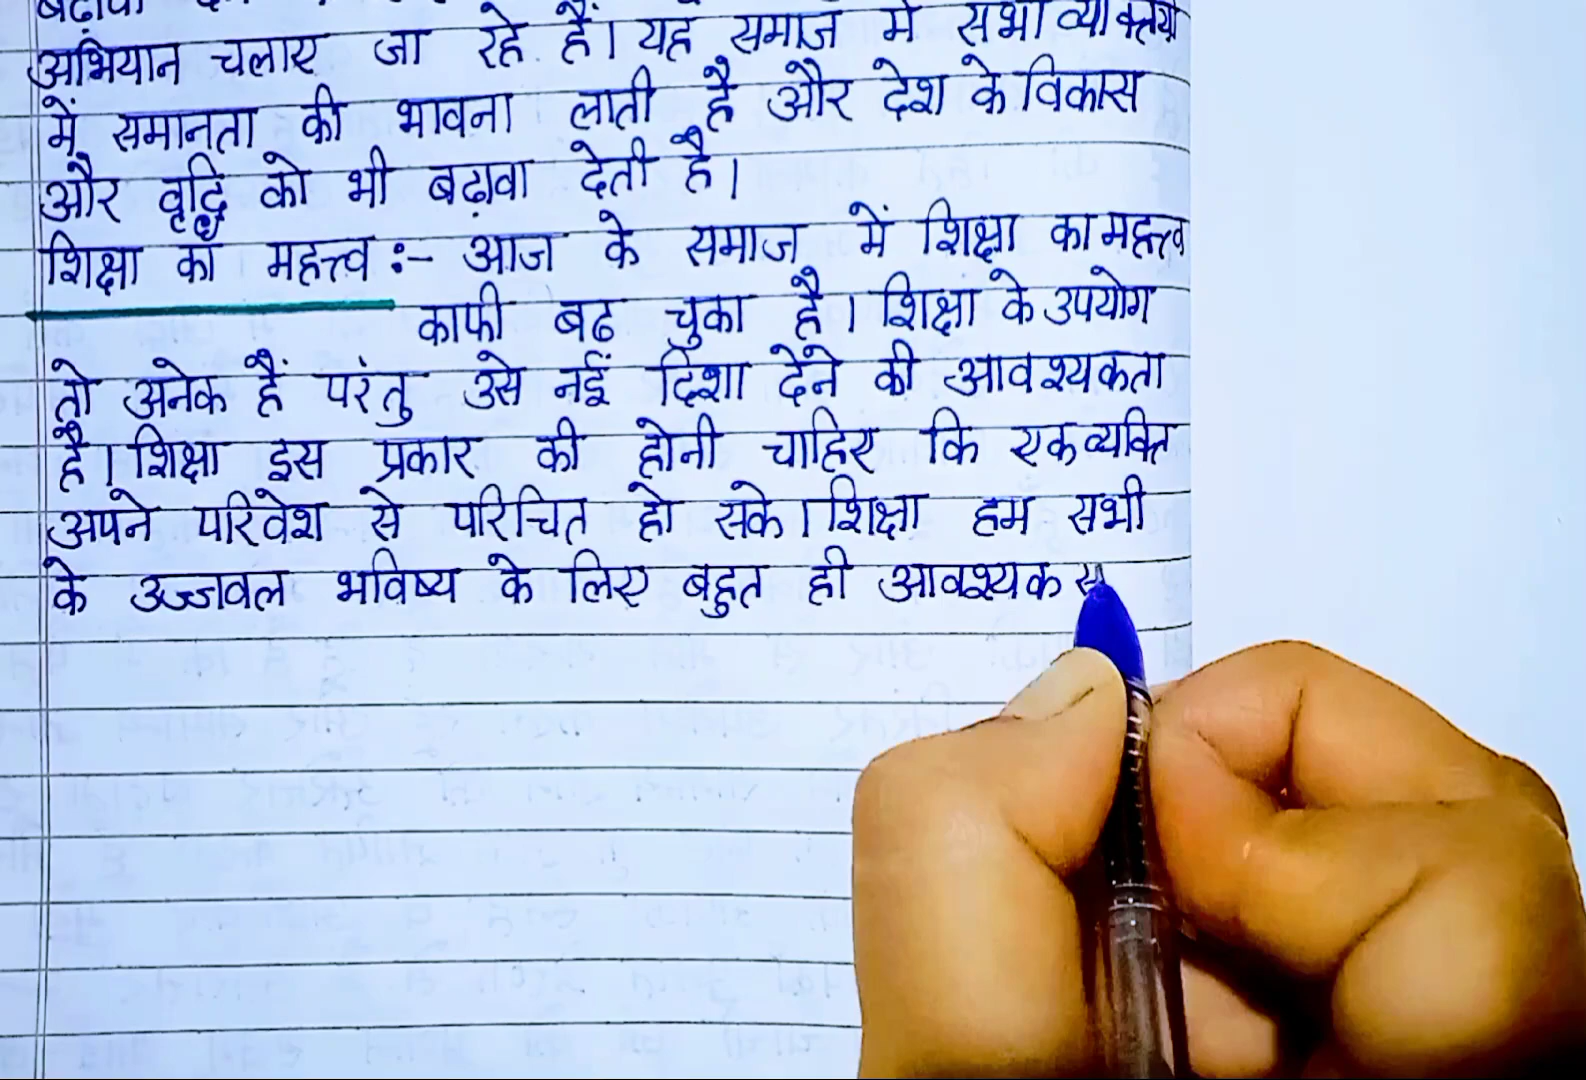 अभियान चलाए जा रहे हैं। यह समाज में सभी
में समानता की भावना लाती है और देश के विकास
और वृद्धि को भी बढ़ावा देती है।
शिक्षा का महत्त्व :- आज के समाज में शिक्षा का महत्त्व
काफी बढ चुका है। शिक्षा के उपयोग
तो अनेक हैं परंतु उसे नई दिशा देने की आवश्यकता
है। शिक्षा इस प्रकार की होनी चाहिए कि एक व्यक्ति
अपने परिवेश से परिचित हो सके। शिक्षा हम सभी
के उज्जवल भविष्य के लिए बहुत ही आवश्यक